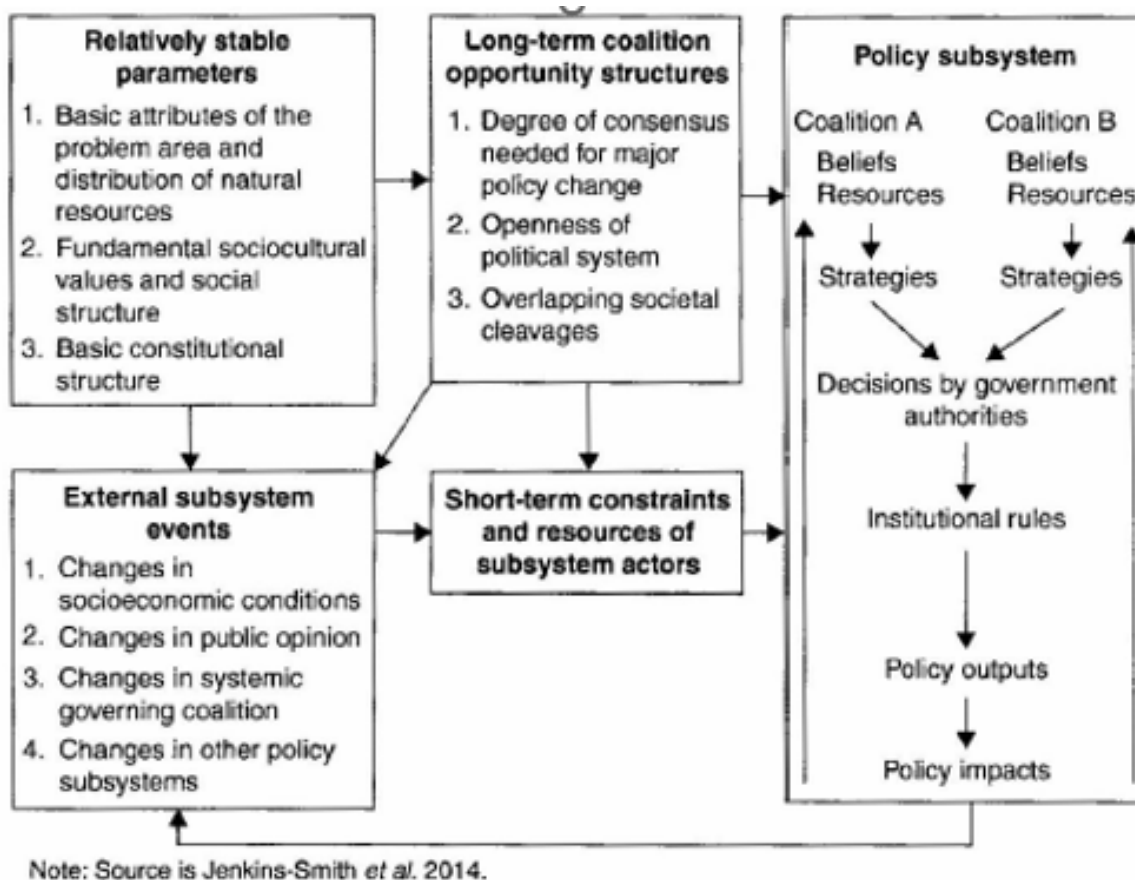 Relatively stable
parameters
1. Basic attributes of the
problem area and
distribution of natural
resources
2. Fundamental sociocultural
values and social
structure
3. Basic constitutional
structure
Long-term coalition
opportunity structures
1. Degree of consensus
needed for major
policy change
2. Openness of
political system
3. Overlapping societal
cleavages
External subsystem
events
1. Changes in
socioeconomic conditions
2. Changes in public opinion
3. Changes in systemic
governing coalition
4. Changes in other policy
subsystems
Short-term constraints
and resources of
subsystem actors
Policy subsystem
Coalition A Coalition B
Beliefs Beliefs
Resources Resources
Strategies Strategies
Decisions by government
authorities
Institutional rules
Policy outputs
Policy impacts
Note: Source is Jenkins-Smith et al. 2014.